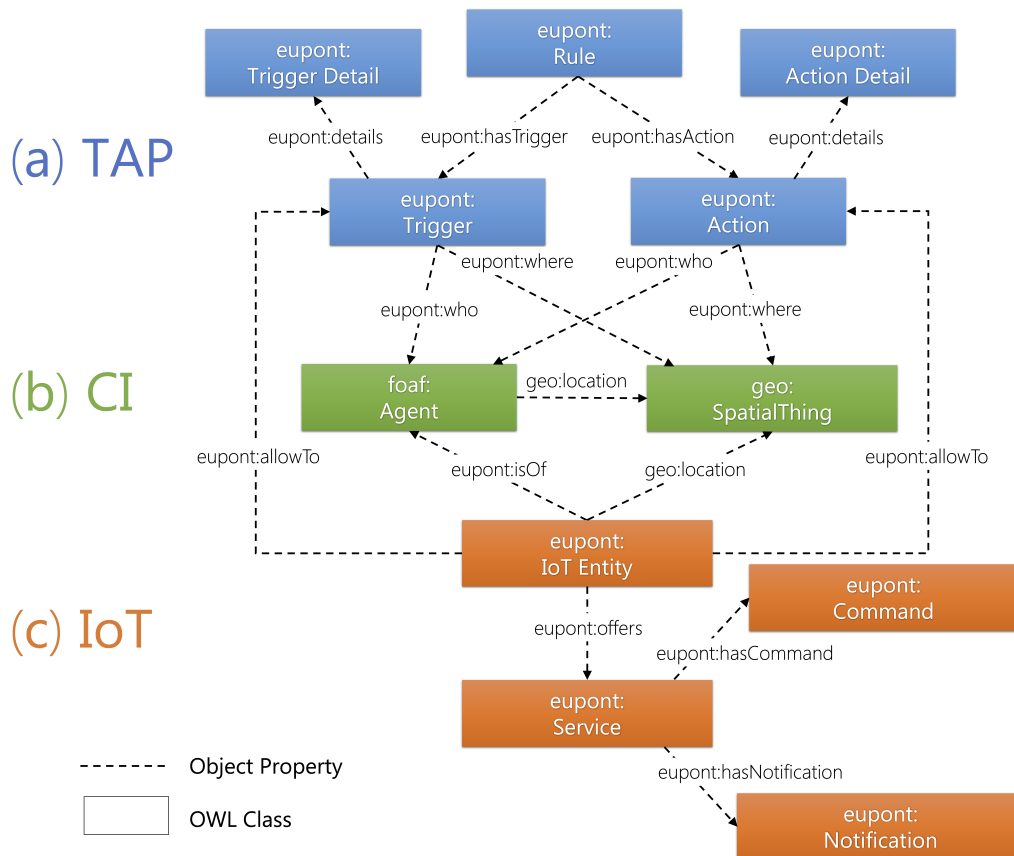 eupont:
Rule
eupont:
Trigger Detail
eupont:
Action Detail
eupont:details
eupont:hasTrigger
eupont:hasAction
eupont:details
(a) TAP
eupont:
Trigger
eupont:
Action
eupont:where
eupont:who
eupont:who
eupont:where
(b) CI
foaf:
Agent
geo:location
geo:
SpatialThing
eupont:allowTo
eupont:isOf
geo:location
eupont:allowTo
eupont:
IoT Entity
eupont:
Command
(c) IoT
eupont:offers
eupont:hasCommand
eupont:
Service
Object Property
eupont:hasNotification
OWL Class
eupont:
Notification